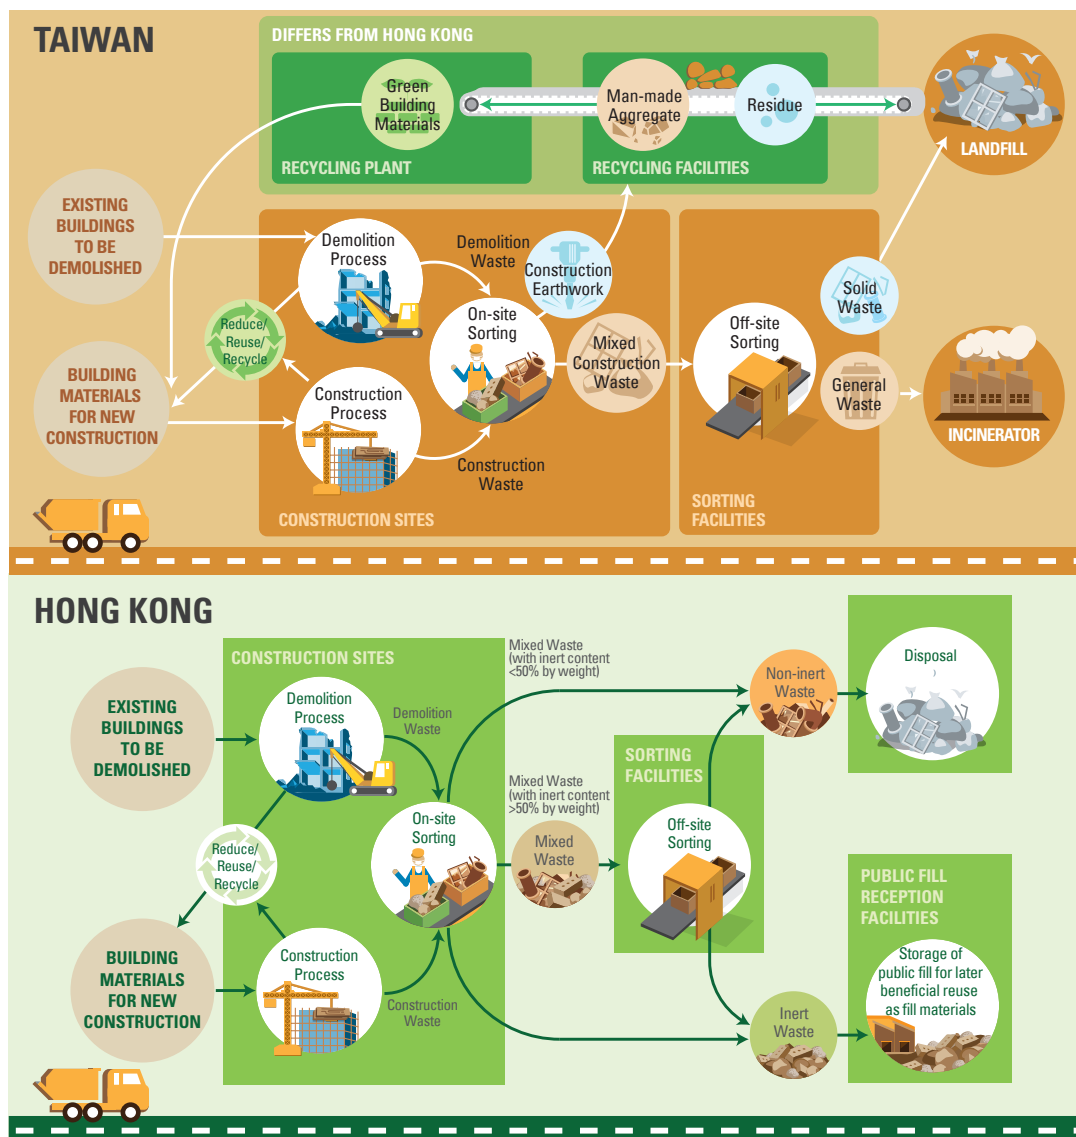 TAIWAN
DIFFERS FROM HONG KONG
Green
Building
Materials
Man-made
Aggregate
Residue
RECYCLING PLANT
RECYCLING FACILITIES
LANDFILL
EXISTING
BUILDINGS
TO BE
DEMOLISHED
Demolition
Process
Demolition
Waste
Construction
Earthwork
Reduce/
Reuse/
Recycle
On-site
Sorting
Mixed
Construction
Waste
Off-site
Sorting
Solid
Waste
General
Waste
INCINERATOR
BUILDING
MATERIALS
FOR NEW
CONSTRUCTION
Construction
Process
Construction
Waste
CONSTRUCTION SITES
SORTING
FACILITIES
HONG KONG
CONSTRUCTION SITES
EXISTING
BUILDINGS
TO BE
DEMOLISHED
Demolition
Process
Demolition
Waste
Mixed Waste
(with inert content
<50% by weight)
Non-inert
Waste
Disposal
Reduce/
Reuse/
Recycle
On-site
Sorting
Mixed Waste
(with inert content
>50% by weight)
Mixed
Waste
SORTING
FACILITIES
Off-site
Sorting
BUILDING
MATERIALS
FOR NEW
CONSTRUCTION
Construction
Process
Construction
Waste
Inert
Waste
PUBLIC FILL
RECEPTION
FACILITIES
Storage of
public fill for later
beneficial reuse
as fill materials